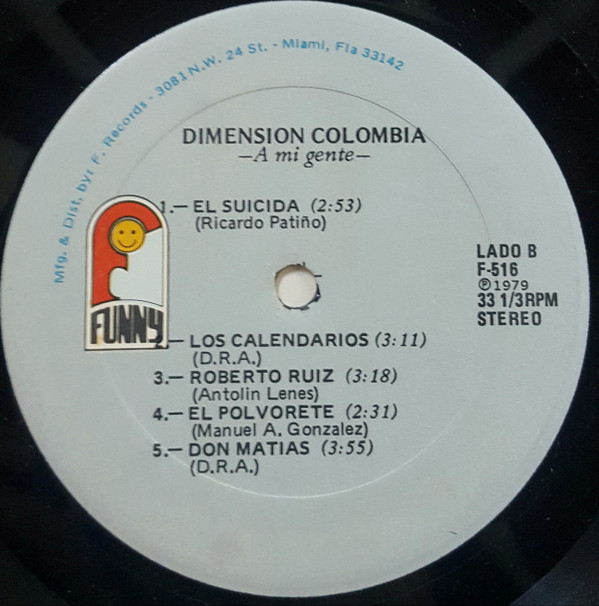 Mfg. & Dist. by: F. Records - 3081 N.W. 24 St. - Miami, Fla 33142
DIMENSION COLOMBIA
—A mi gente—
1.— EL SUICIDA (2:53)
(Ricardo Patiño)
FUNNY
LADO B
F-516
℗1979
33 1/3RPM
STEREO
— LOS CALENDARIOS (3:11)
(D.R.A.)
3.— ROBERTO RUIZ (3:18)
(Antolin Lenes)
4.— EL POLVORETE (2:31)
(Manuel A. Gonzalez)
5.— DON MATIAS (3:55)
(D.R.A.)